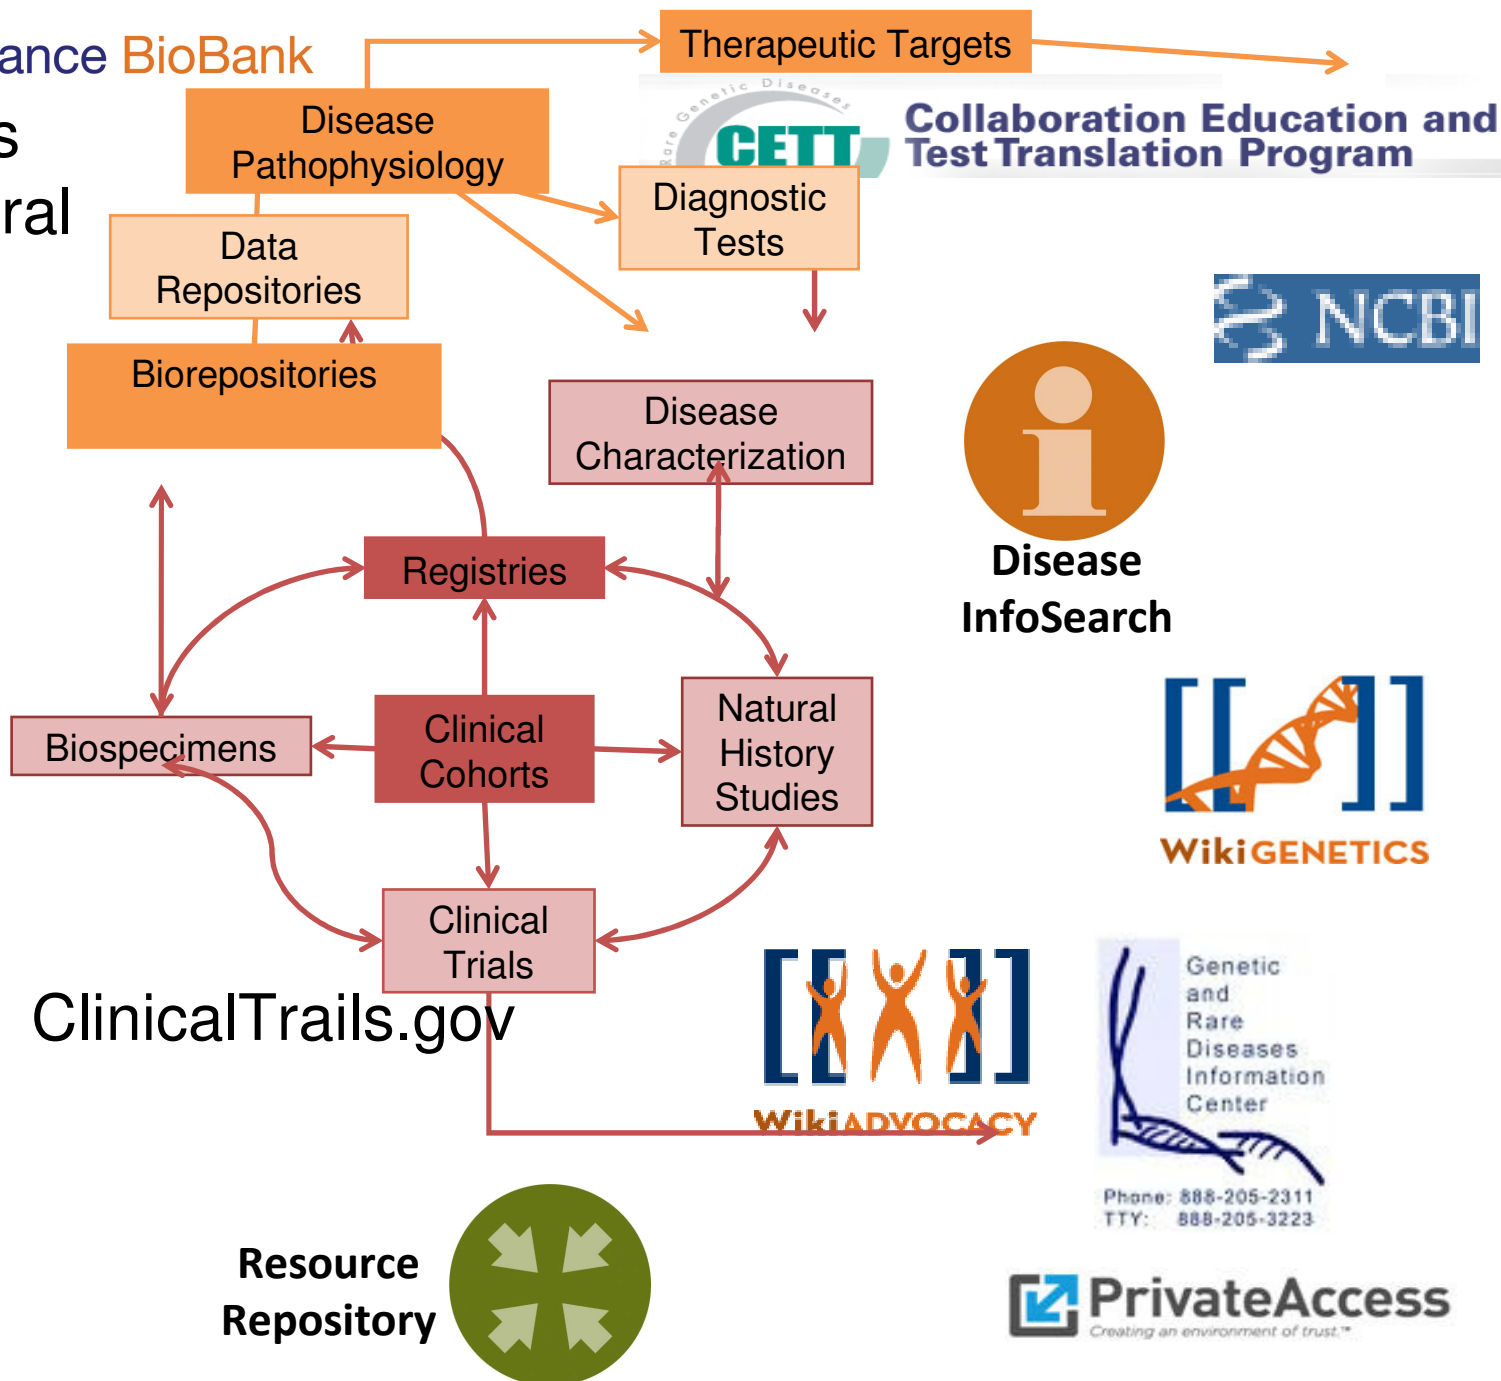 ance BioBank
Therapeutic Targets
s
ral
Disease
Pathophysiology
Rare Genetic Diseases
CETT
Collaboration Education and
Test Translation Program
Diagnostic
Tests
Data
Repositories
NCBI
Biorepositories
Disease
Characterization
Disease
InfoSearch
Registries
Natural
History
Studies
Clinical
Cohorts
Biospecimens
WikiGENETICS
Clinical
Trials
ClinicalTrails.gov
WikiADVOCACY
Genetic
and
Rare
Diseases
Information
Center
Phone: 888-205-2311
TTY: 888-205-3223
Resource
Repository
PrivateAccess
Creating an environment of trust.™